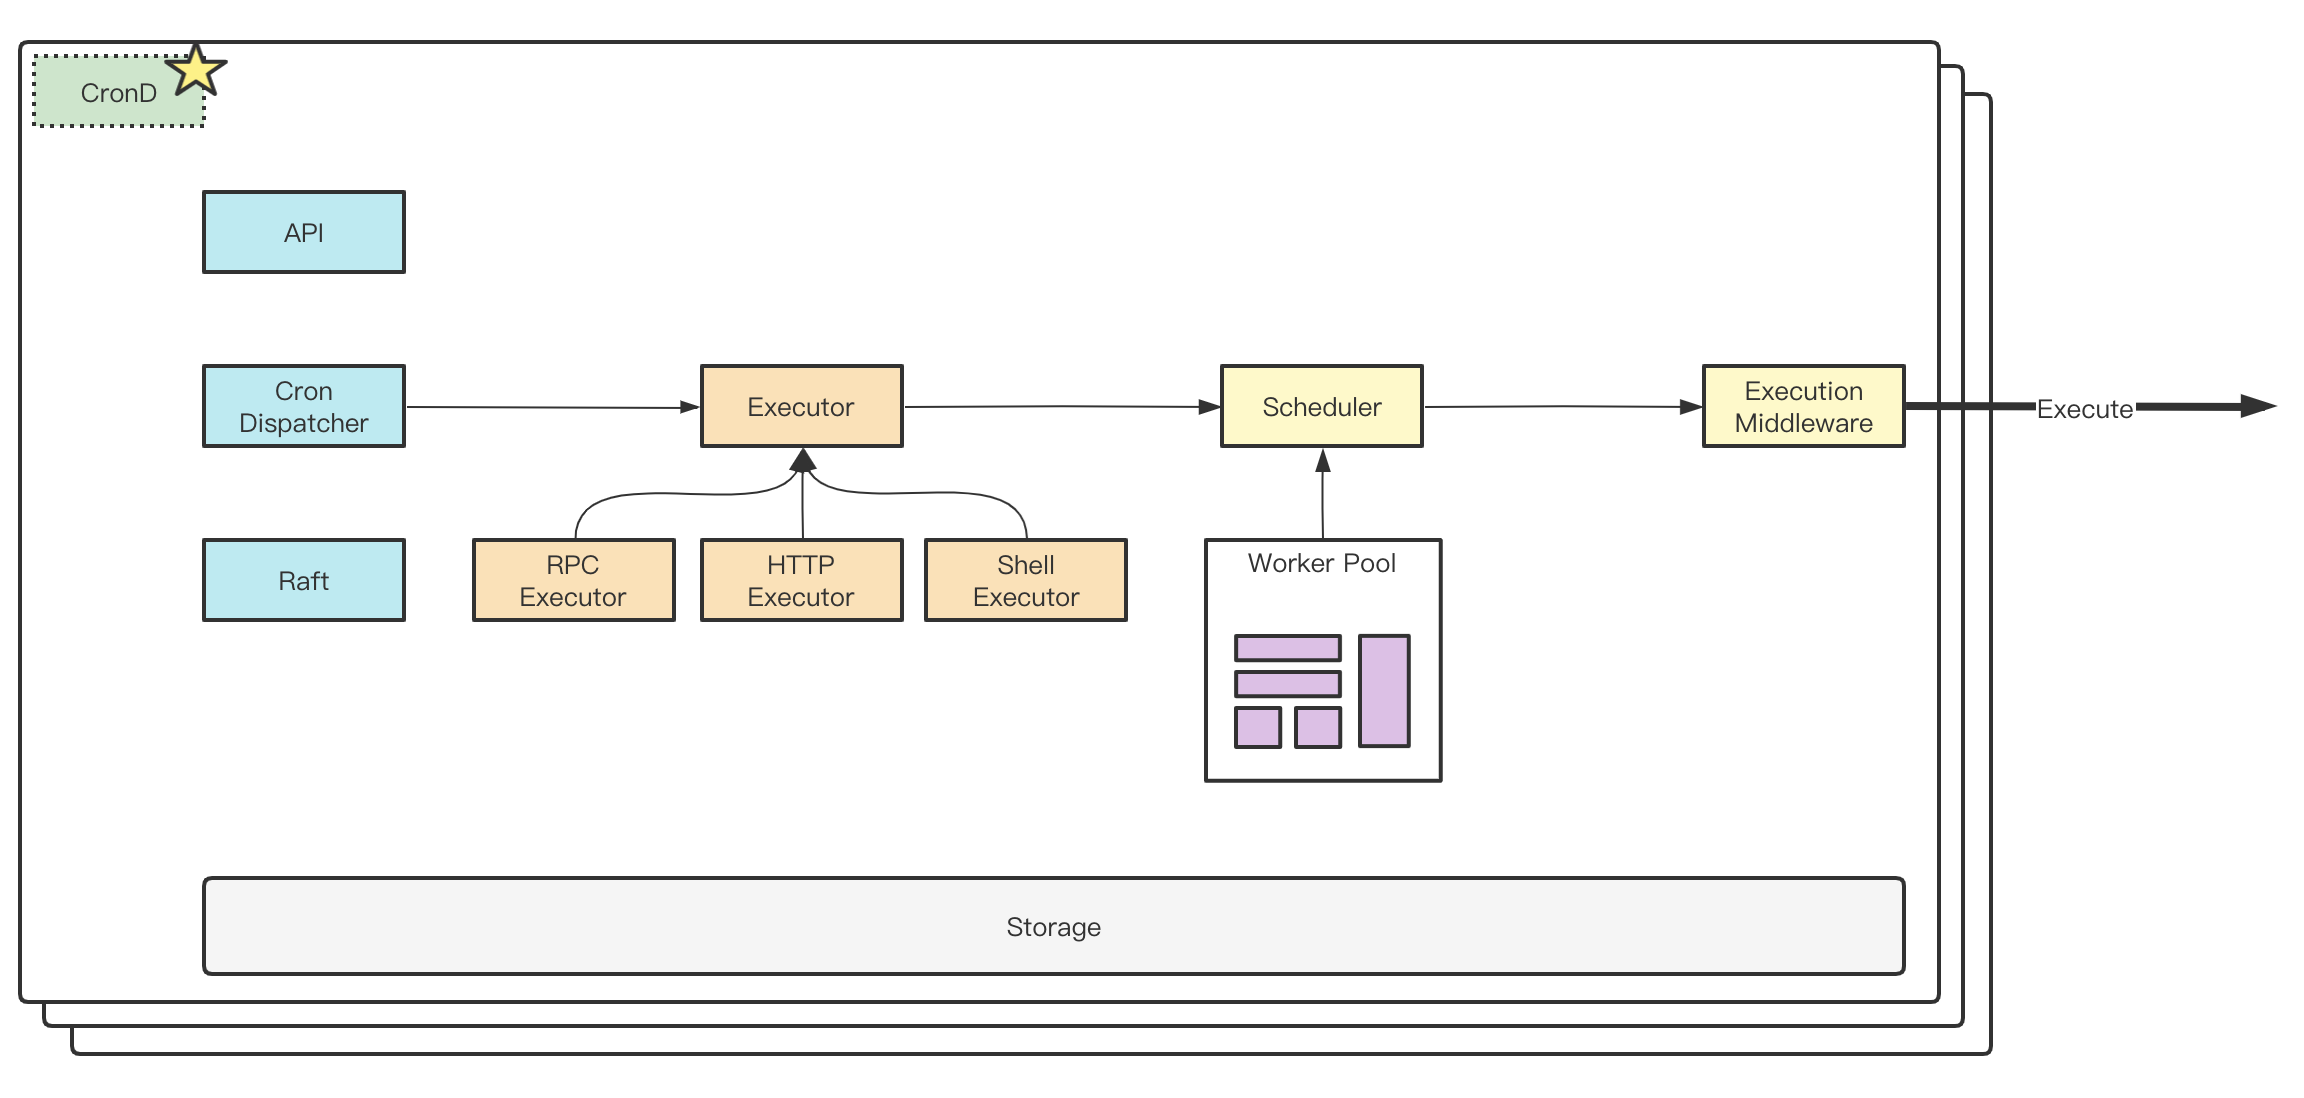 CronD
API
Cron
Dispatcher
Executor
Scheduler
Execution
Middleware
Execute
Raft
RPC
Executor
HTTP
Executor
Shell
Executor
Worker Pool
Storage